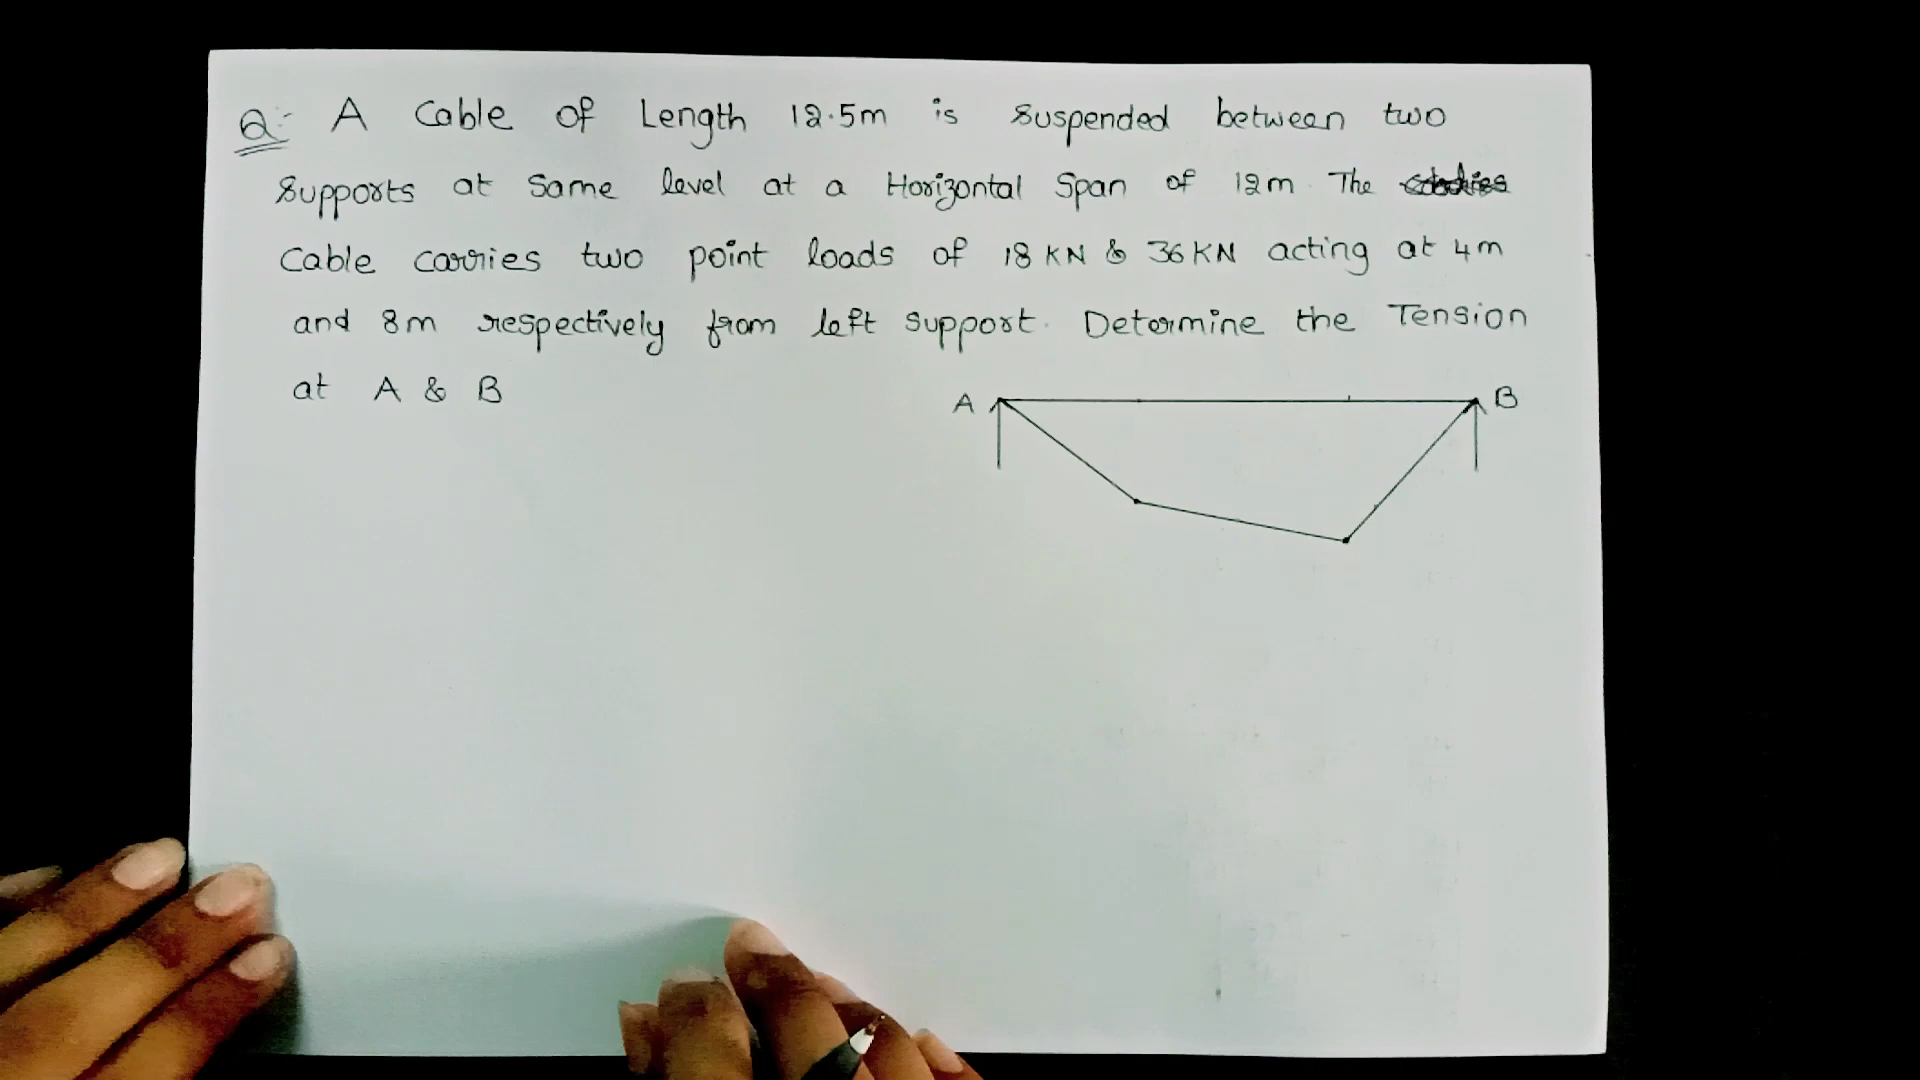 Q:- A Cable of Length 12.5m is suspended between two
supports at same level at a Horizontal span of 12m. The
Cable carries two point loads of 18 KN & 36 KN acting at 4m
and 8m respectively from left support. Determine the Tension
at A & B
A B